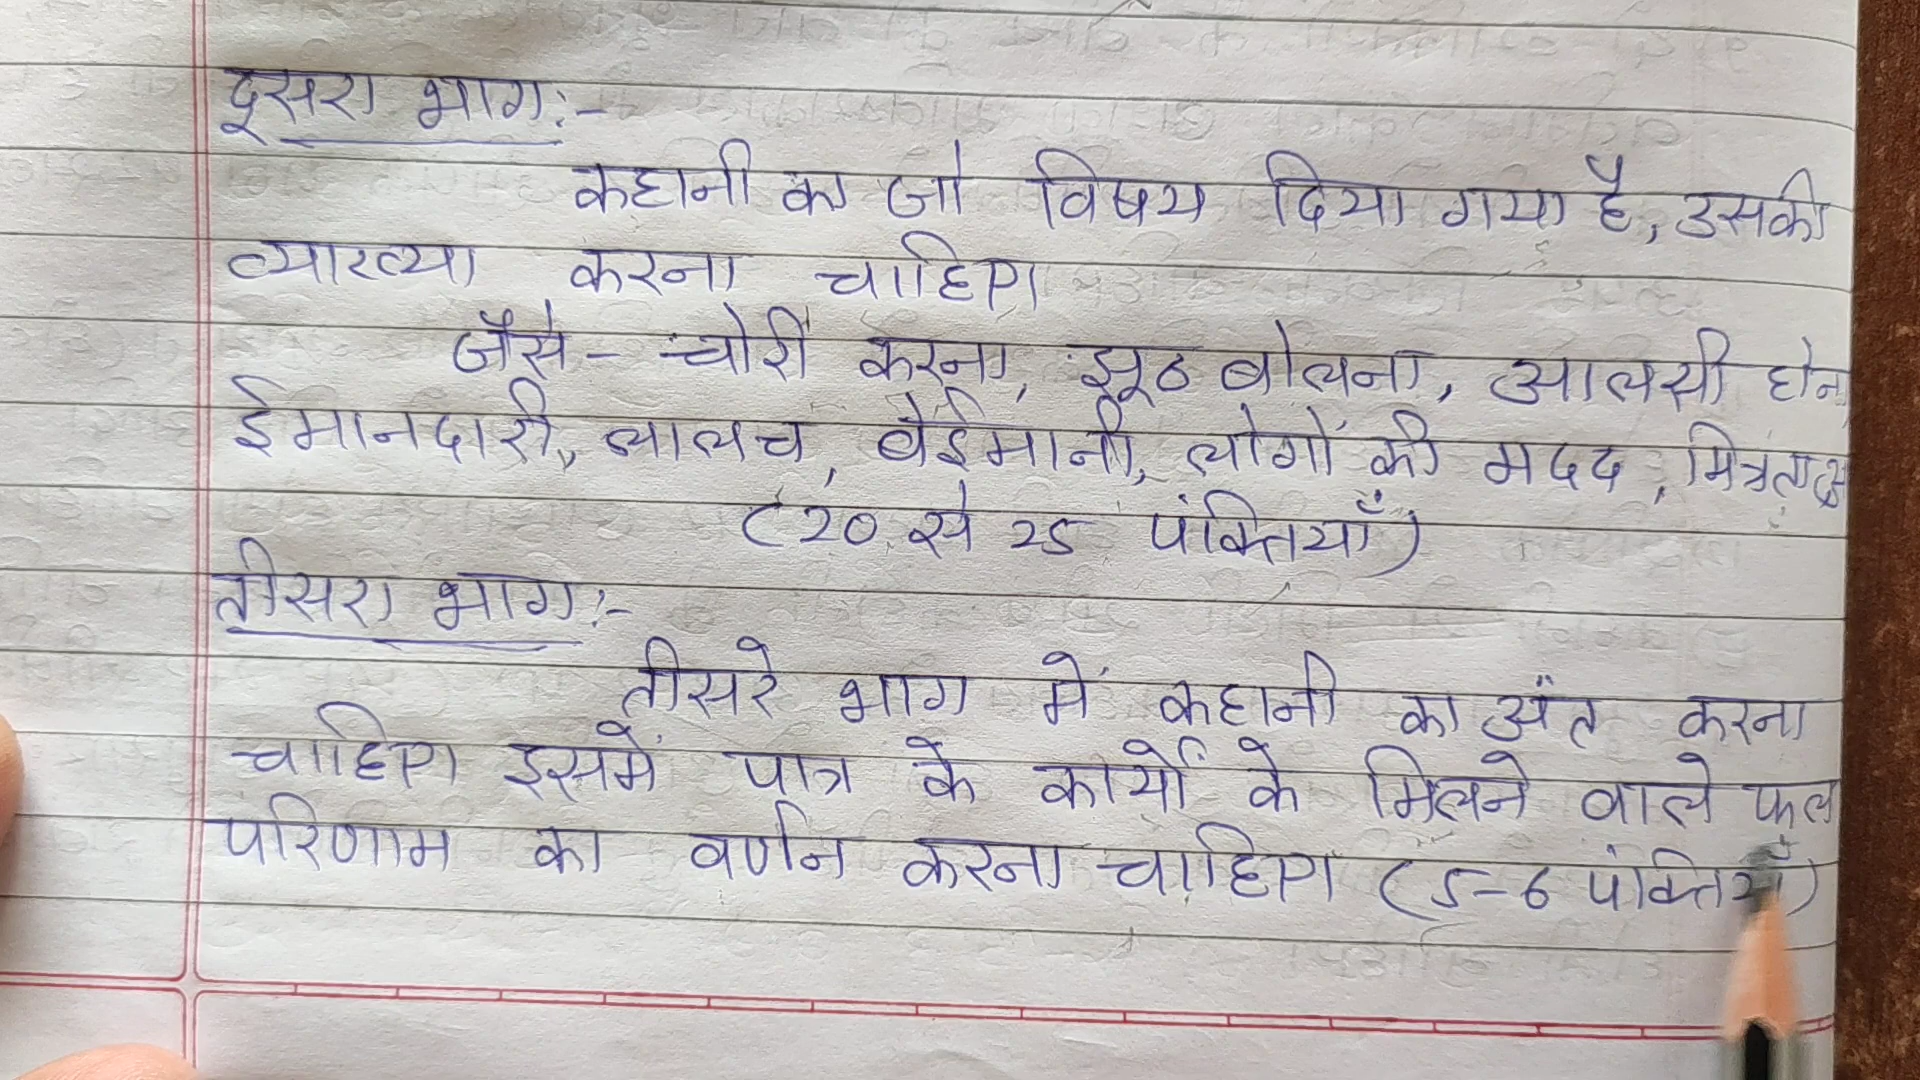 दूसरा भाग:-
कहानी का जो विषय दिया गया है, उसकी
व्याख्या करना चाहिए।
जैसे- चोरी करना, झूठ बोलना, आलसी होना
ईमानदारी, लालच, बेईमानी, लोगों की मदद, मित्रता
(20 से 25 पंक्तियाँ)
तीसरा भाग:-
तीसरे भाग में कहानी का अंत करना
चाहिए। इसमें पात्र के कार्यों के मिलने वाले फल
परिणाम का वर्णन करना चाहिए। (5-6 पंक्तियाँ)